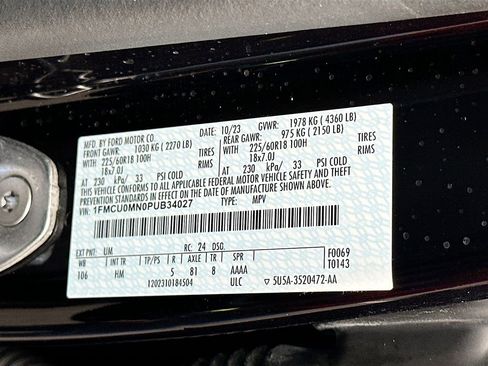 MFD. BY FORD MOTOR CO.
DATE: 10/23 GVWR: 1978 KG ( 4360 LB)
FRONT GAWR: 1030 KG ( 2270 LB) REAR GAWR: 975 KG ( 2150 LB)
WITH 225/60R18 100H TIRES WITH 225/60R18 100H TIRES
18x7.0J RIMS 18x7.0J RIMS
AT 230 kPa/ 33 PSI COLD AT 230 kPa/ 33 PSI COLD
THIS VEHICLE CONFORMS TO ALL APPLICABLE FEDERAL MOTOR VEHICLE SAFETY AND THEFT
PREVENTION STANDARDS IN EFFECT ON THE DATE OF MANUFACTURE SHOWN ABOVE.
VIN: 1FMCU0MN0PUB34027 TYPE: MPV
EXT PNT: UM RC: 24 DSO: F0069
WB INT TR TP/PS R AXLE TR SPR T0143
106 HM 5 81 8 AAAA
1202310184504 ULC ▽ 5U5A-3520472-AA